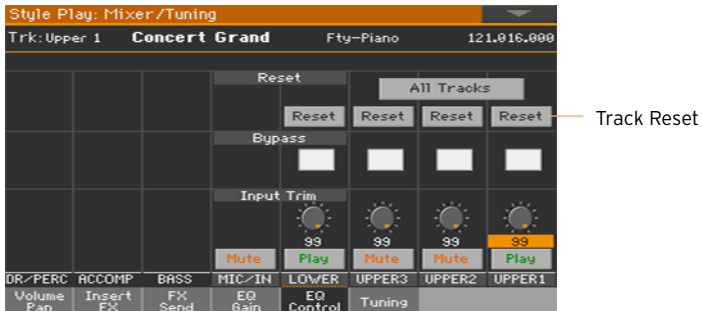 Style Play: Mixer/Tuning
Trk:Upper 1 Concert Grand Fty-Piano 121.016.000
Reset
All Tracks
Reset Reset Reset Reset
Track Reset
Bypass
Input Trim
99 99 99 99
Mute Play Mute Mute Play
DR/PERC ACCOMP BASS MIC/IN LOWER UPPER3 UPPER2 UPPER1
Volume Pan Insert FX FX Send EQ Gain EQ Control Tuning